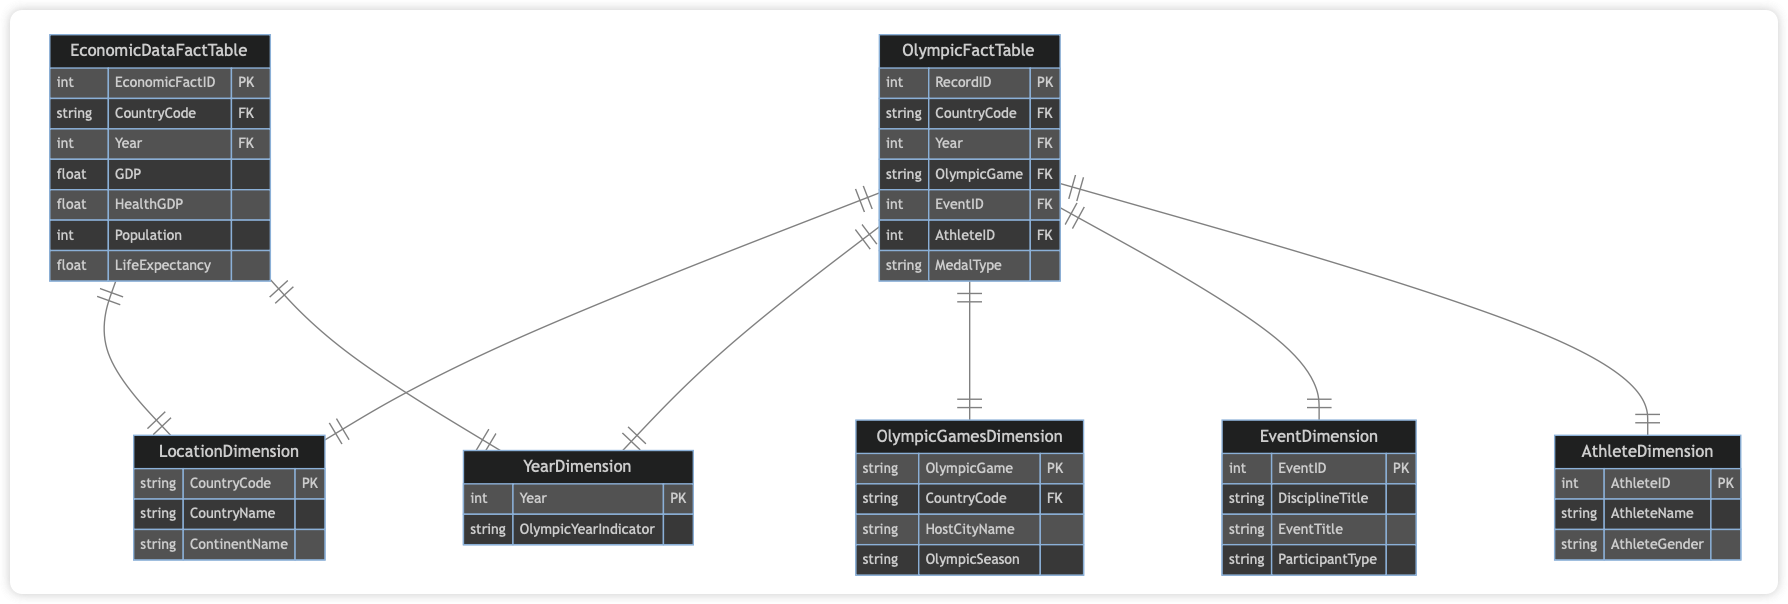 EconomicDataFactTable
int EconomicFactID PK
string CountryCode FK
int Year FK
float GDP
float HealthGDP
int Population
float LifeExpectancy
OlympicFactTable
int RecordID PK
string CountryCode FK
int Year FK
string OlympicGame FK
int EventID FK
int AthleteID FK
string MedalType
LocationDimension
string CountryCode PK
string CountryName
string ContinentName
YearDimension
int Year PK
string OlympicYearIndicator
OlympicGamesDimension
string OlympicGame PK
string CountryCode FK
string HostCityName
string OlympicSeason
EventDimension
int EventID PK
string DisciplineTitle
string EventTitle
string ParticipantType
AthleteDimension
int AthleteID PK
string AthleteName
string AthleteGender